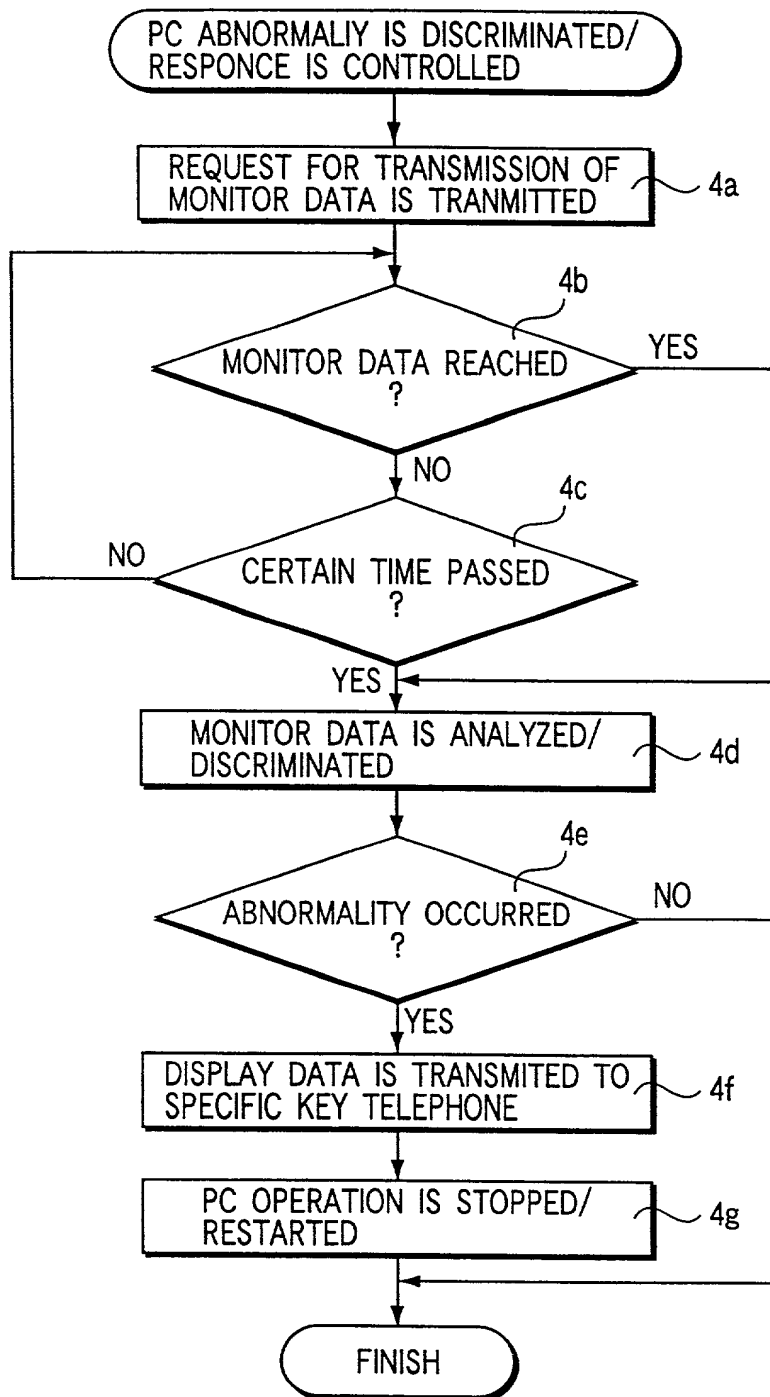 PC ABNORMALIY IS DISCRIMINATED/
RESPONCE IS CONTROLLED
REQUEST FOR TRANSMISSION OF
MONITOR DATA IS TRANMITTED
4a
4b
MONITOR DATA REACHED
?
YES
NO
4c
CERTAIN TIME PASSED
?
NO
YES
MONITOR DATA IS ANALYZED/
DISCRIMINATED
4d
4e
ABNORMALITY OCCURRED
?
NO
YES
DISPLAY DATA IS TRANSMITED TO
SPECIFIC KEY TELEPHONE
4f
PC OPERATION IS STOPPED/
RESTARTED
4g
FINISH